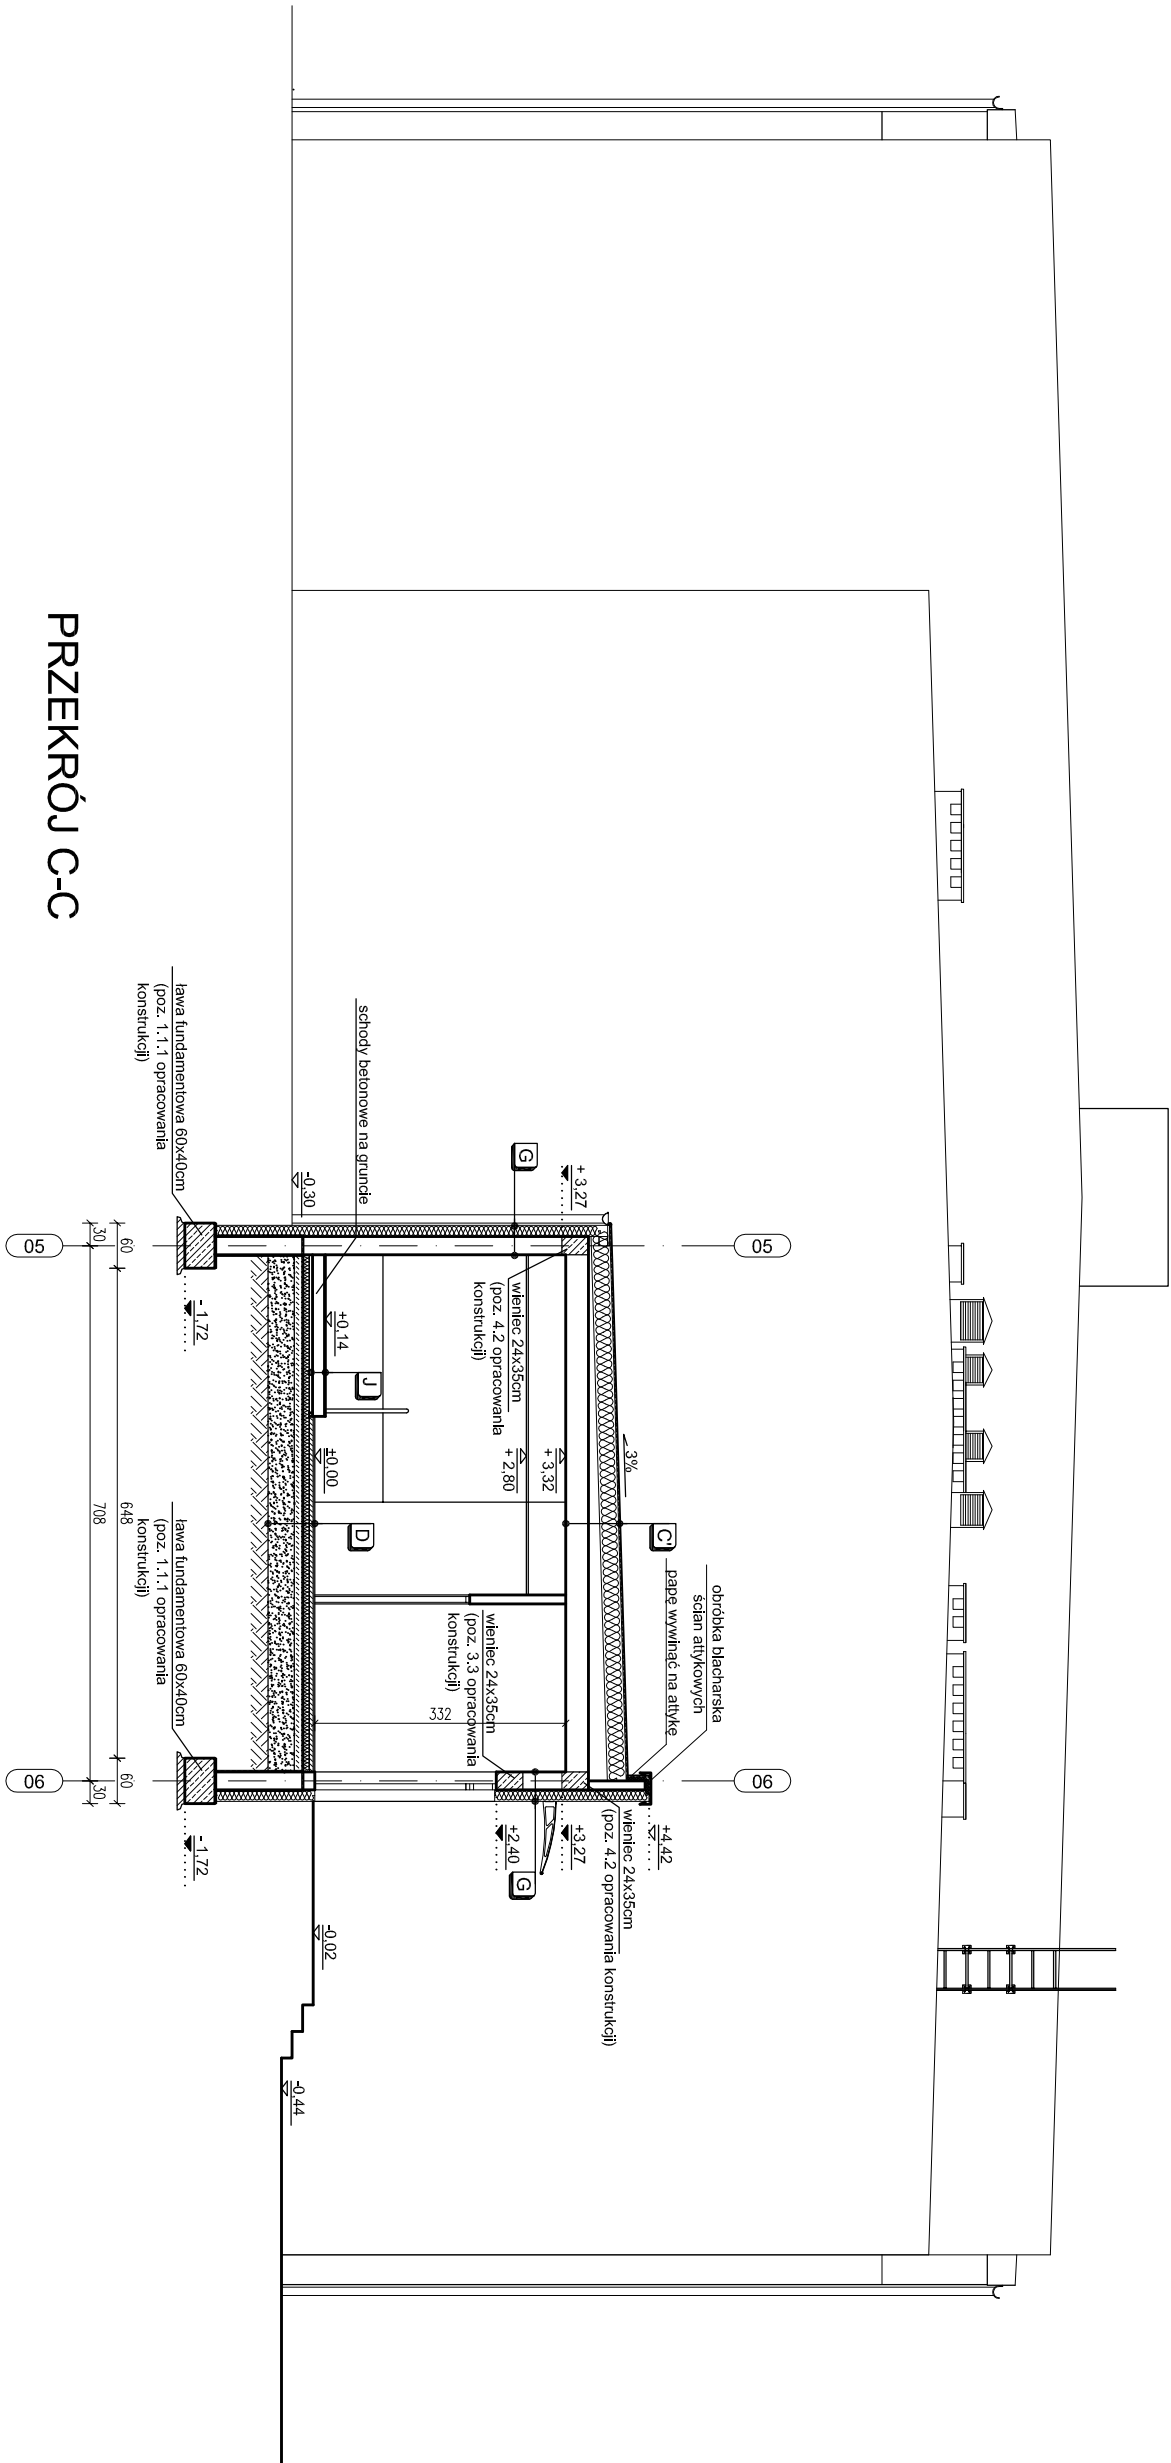 obróbka blacharska
ścian attykowych
papę wywinąć na attykę
3%
C'
05
06
+4,42
+ 3,27
G
wieniec 24x35cm
(poz. 4.2 opracowania
konstrukcji)
+ 3,32
+ 2,80
wieniec 24x35cm
(poz. 4.2 opracowania konstrukcji)
wieniec 24x35cm
(poz. 3.3 opracowania
konstrukcji)
+3,27
+2,40
G
332
schody betonowe na gruncie
J
D
+0,14
±0,00
-0,30
-0,02
-0,44
ława fundamentowa 60x40cm
(poz. 1.1.1 opracowania
konstrukcji)
-1,72
ława fundamentowa 60x40cm
(poz. 1.1.1 opracowania
konstrukcji)
-1,72
60
648
60
30
708
30
05
06
PRZEKRÓJ C-C